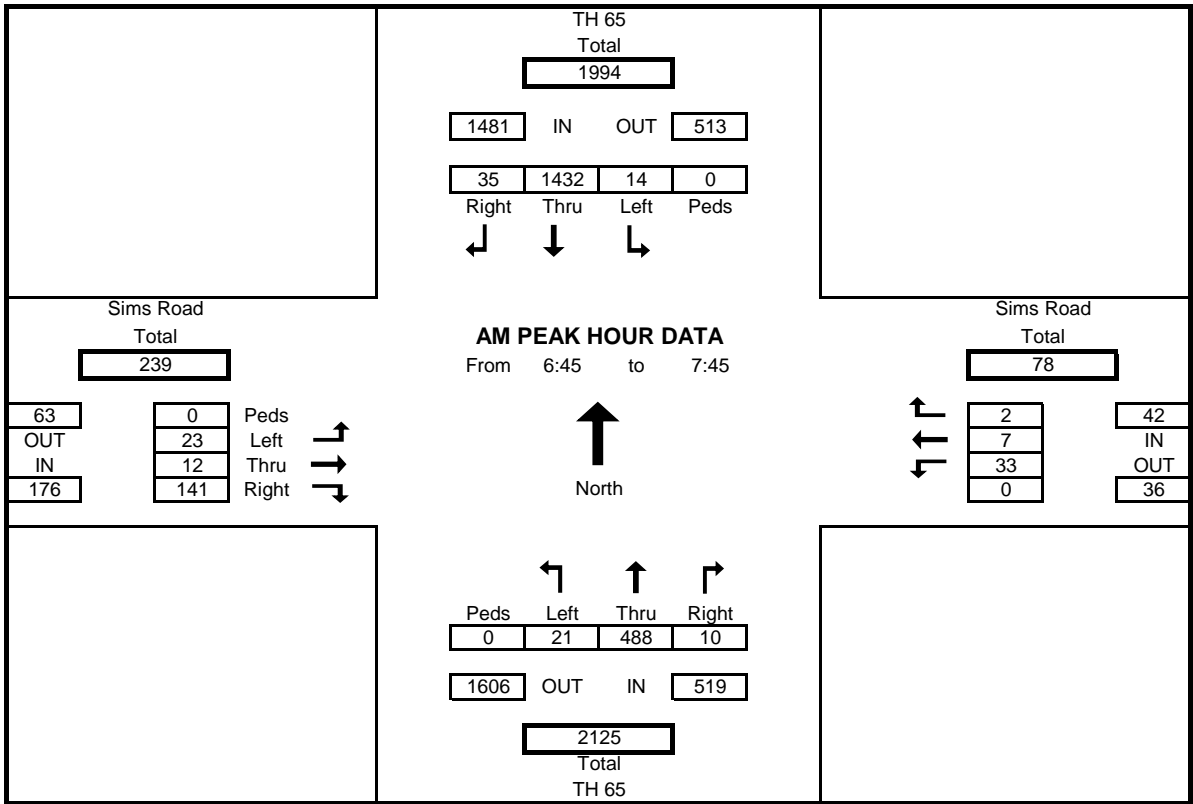 TH 65
Total
1994
1481 IN OUT 513
35 1432 14 0
Right Thru Left Peds
Sims Road
Total
239
63
OUT
IN
176
0 Peds
23 Left
12 Thru
141 Right
AM PEAK HOUR DATA
From 6:45 to 7:45
North
Sims Road
Total
78
2
7
33
0
42
IN
OUT
36
Peds Left Thru Right
0 21 488 10
1606 OUT IN 519
2125
Total
TH 65